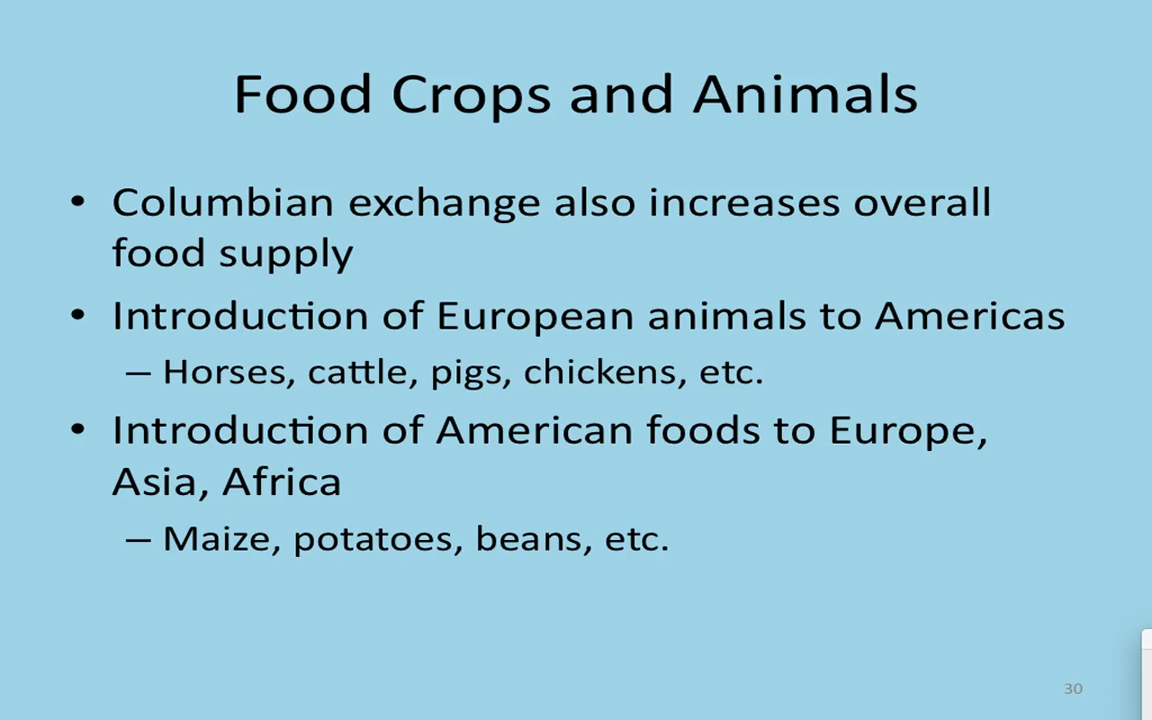 Food Crops and Animals
• Columbian exchange also increases overall
food supply
• Introduction of European animals to Americas
– Horses, cattle, pigs, chickens, etc.
• Introduction of American foods to Europe,
Asia, Africa
– Maize, potatoes, beans, etc.
30